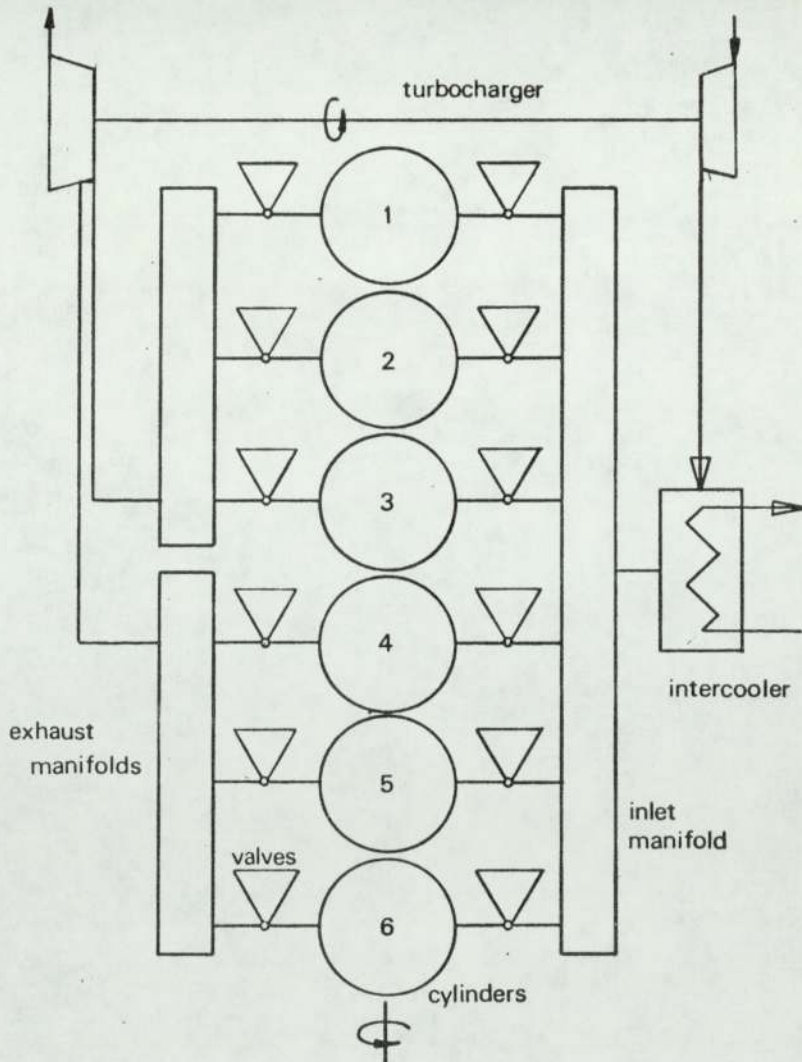 turbocharger
1
2
3
4
intercooler
exhaust
manifolds
5
inlet
manifold
valves
6
cylinders